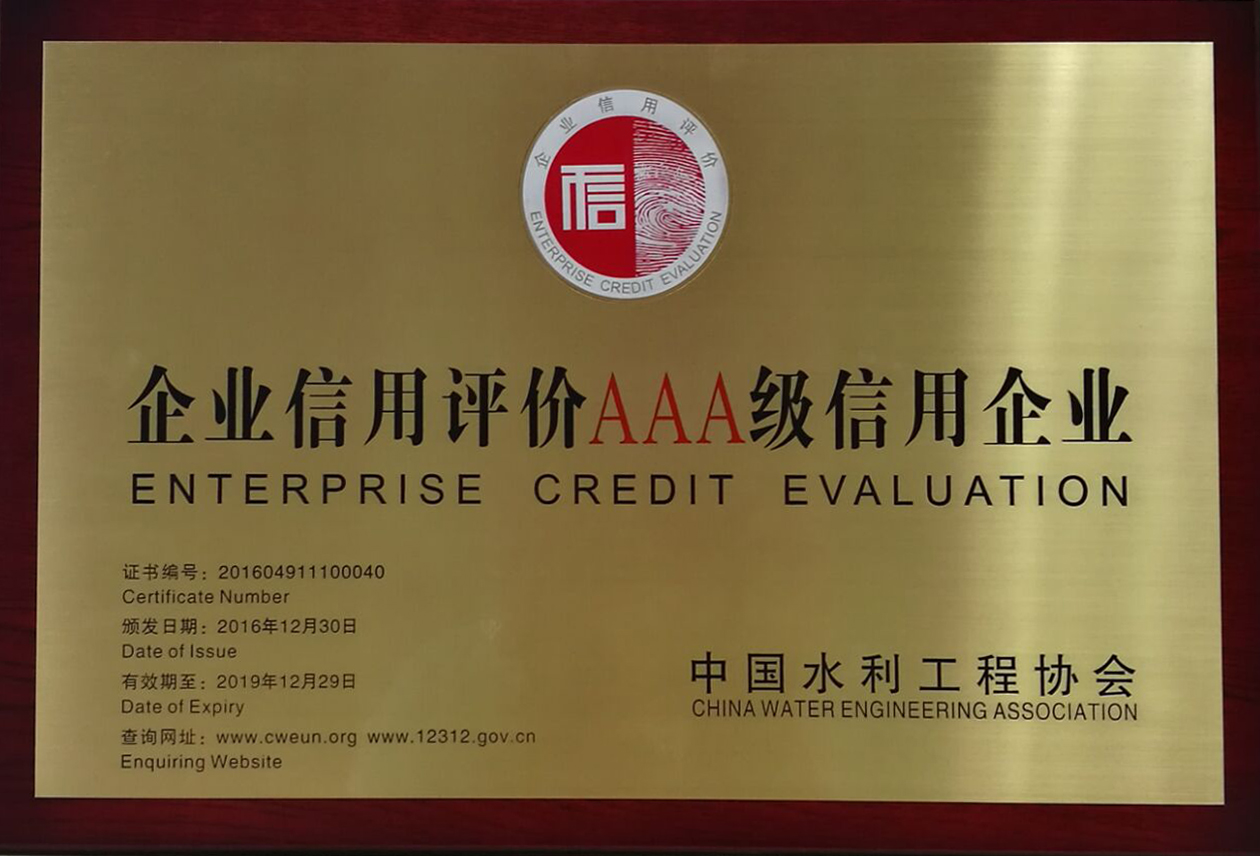 企业信用评价
信
ENTERPRISE CREDIT EVALUATION
企业信用评价AAA级信用企业
ENTERPRISE CREDIT EVALUATION
证书编号：201604911100040
Certificate Number
颁发日期：2016年12月30日
Date of Issue
有效期至：2019年12月29日
Date of Expiry
查询网址：www.cweun.org www.12312.gov.cn
Enquiring Website
中国水利工程协会
CHINA WATER ENGINEERING ASSOCIATION